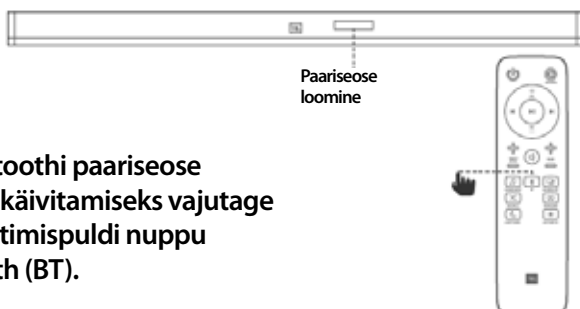 Paariseose
loomine
toothi paariseose
käivitamiseks vajutage
timispuldi nuppu
th (BT).